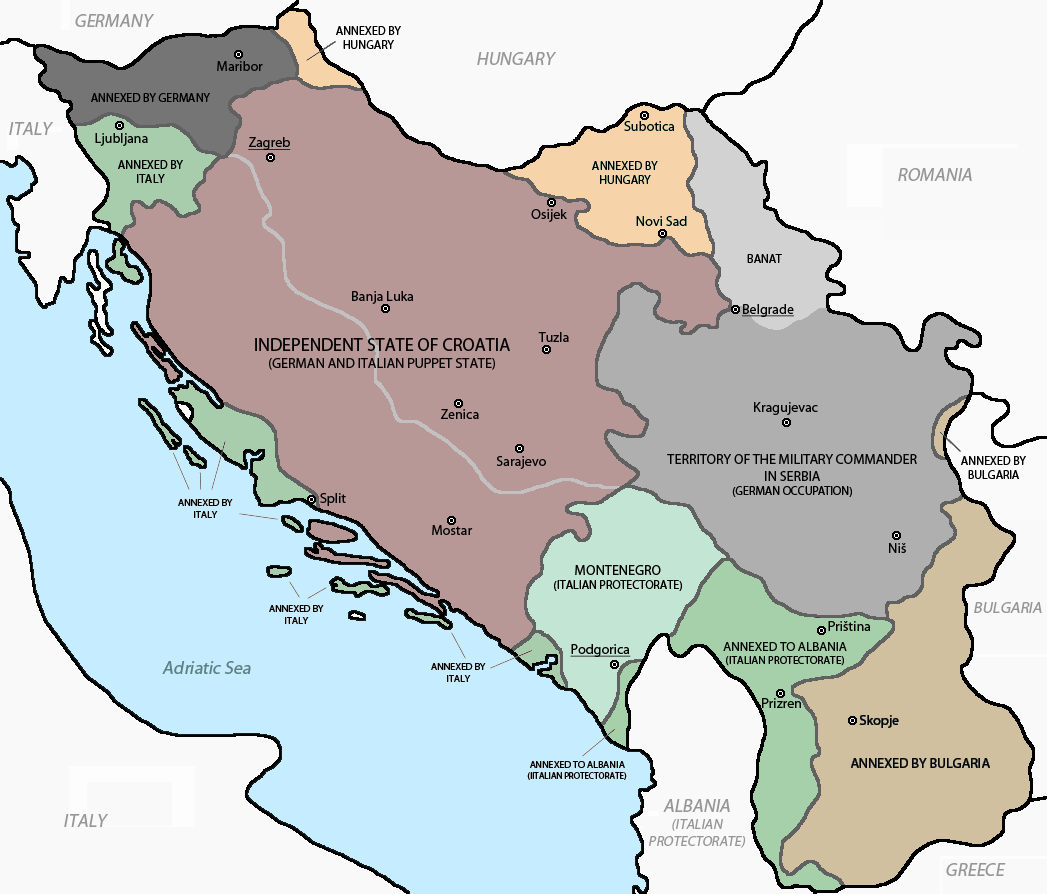 GERMANY
ANNEXED BY
HUNGARY
HUNGARY
Maribor
ANNEXED BY GERMANY
ITALY
Ljubljana
ANNEXED BY
ITALY
Zagreb
Subotica
ANNEXED BY
HUNGARY
ROMANIA
Osijek
Novi Sad
BANAT
Banja Luka
Belgrade
INDEPENDENT STATE OF CROATIA
(GERMAN AND ITALIAN PUPPET STATE)
Tuzla
Zenica
Kragujevac
Sarajevo
TERRITORY OF THE MILITARY COMMANDER
IN SERBIA
(GERMAN OCCUPATION)
ANNEXED BY
BULGARIA
ANNEXED BY
ITALY
Split
Mostar
Niš
MONTENEGRO
(ITALIAN PROTECTORATE)
ANNEXED BY
ITALY
BULGARIA
Priština
ANNEXED TO ALBANIA
(ITALIAN PROTECTORATE)
Adriatic Sea
ANNEXED BY
ITALY
Podgorica
Prizren
Skopje
ANNEXED TO ALBANIA
(IITALIAN PROTECTORATE)
ANNEXED BY BULGARIA
ITALY
ALBANIA
(ITALIAN
PROTECTORATE)
GREECE